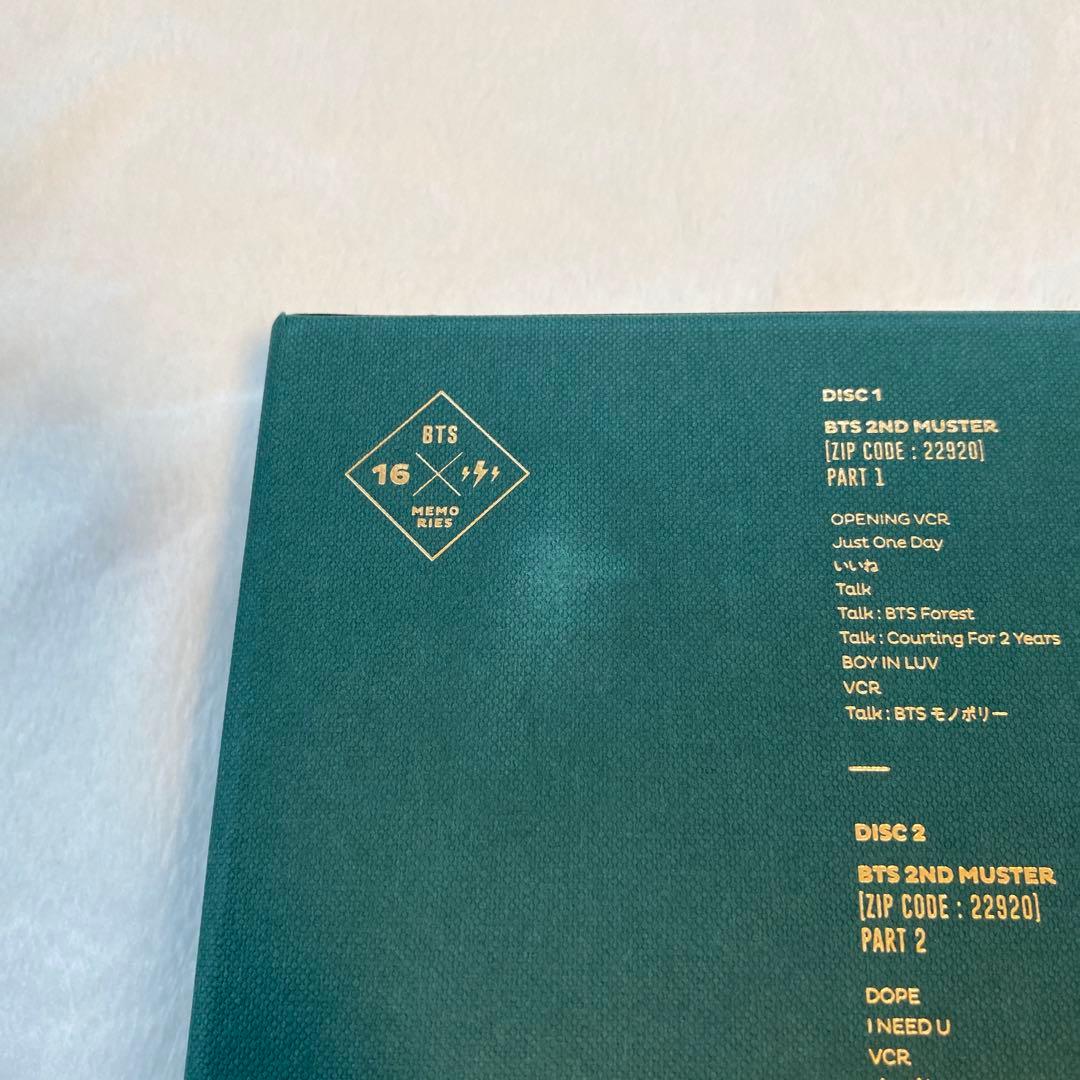 BTS
16
MEMO
RIES
DISC 1
BTS 2ND MUSTER
[ZIP CODE : 22920]
PART 1
OPENING VCR
Just One Day
いいね
Talk
Talk : BTS Forest
Talk : Courting For 2 Years
BOY IN LUV
VCR
Talk : BTS モノポリー
DISC 2
BTS 2ND MUSTER
[ZIP CODE : 22920]
PART 2
DOPE
I NEED U
VCR